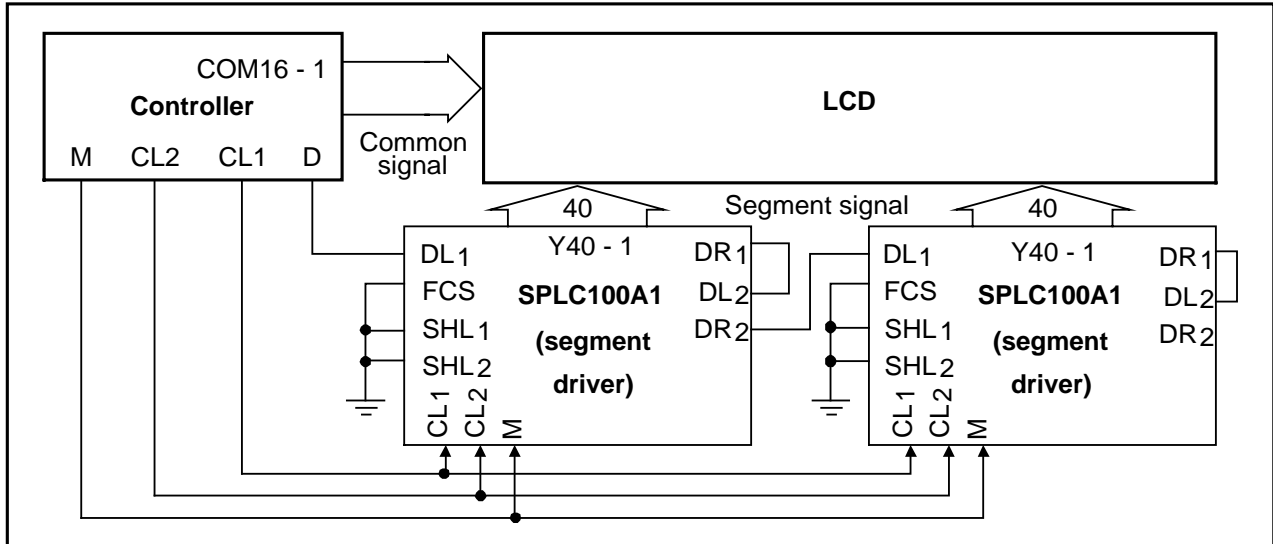 COM16 - 1
Controller
M CL2 CL1 D
Common
signal
LCD
40
Segment signal
40
DL1
FCS
SHL1
SHL2
Y40 - 1
SPLC100A1
(segment
driver)
DR1
DL2
DR2
CL1
CL2
M
DL1
FCS
SHL1
SHL2
Y40 - 1
SPLC100A1
(segment
driver)
DR1
DL2
DR2
CL1
CL2
M